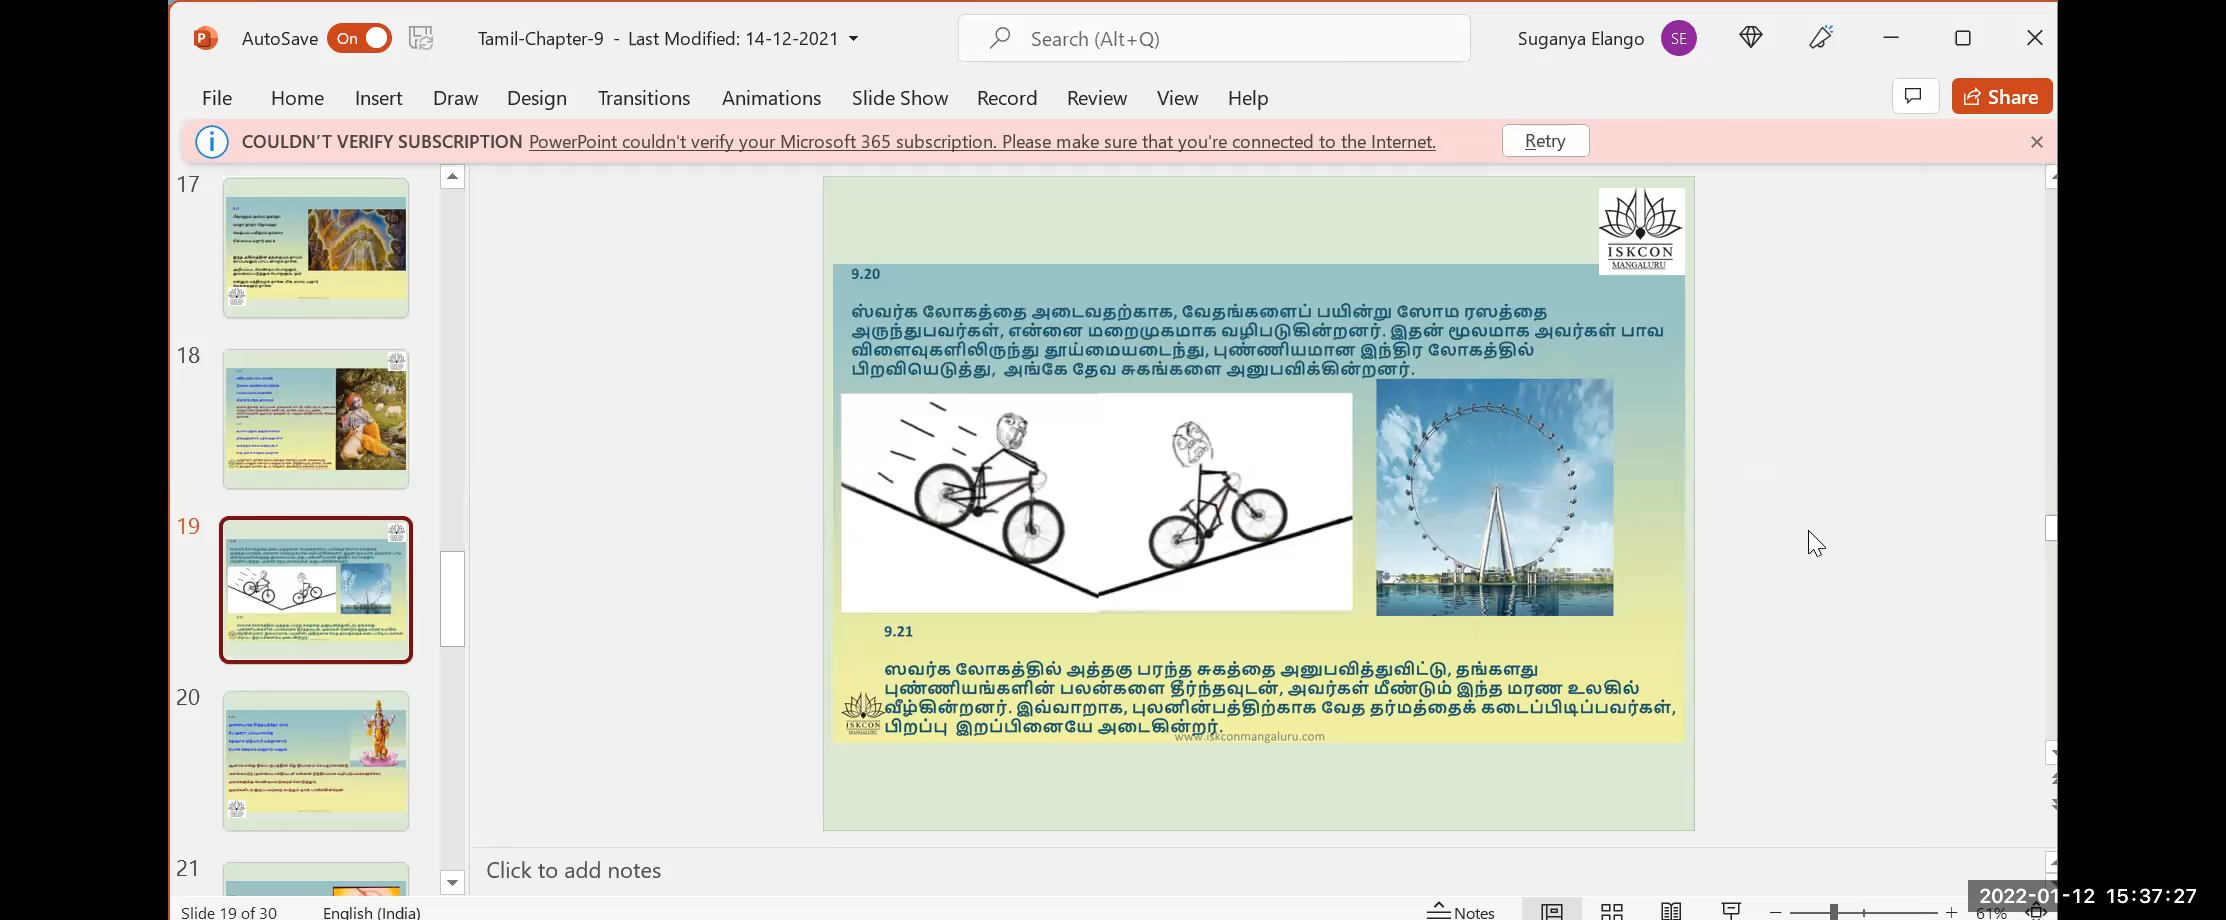 AutoSave On Tamil-Chapter-9 - Last Modified: 14-12-2021 Search (Alt+Q) Suganya Elango SE
File Home Insert Draw Design Transitions Animations Slide Show Record Review View Help Share
COULDN'T VERIFY SUBSCRIPTION PowerPoint couldn't verify your Microsoft 365 subscription. Please make sure that you're connected to the Internet. Retry
17
18
19
20
21
ISKCON
MANGALURU
9.20
ஸ்வர்க லோகத்தை அடைவதற்காக, வேதங்களைப் பயின்று ஸோம ரஸத்தை
அருந்துபவர்கள், என்னை மறைமுகமாக வழிபடுகின்றனர். இதன் மூலமாக அவர்கள் பாவ
விளைவுகளிலிருந்து தூய்மையடைந்து, புண்ணியமான இந்திர லோகத்தில்
பிறவியெடுத்து, அங்கே தேவ சுகங்களை அனுபவிக்கின்றனர்.
9.21
ஸவர்க லோகத்தில் அத்தகு பரந்த சுகத்தை அனுபவித்துவிட்டு, தங்களது
புண்ணியங்களின் பலன்களை தீர்ந்தவுடன், அவர்கள் மீண்டும் இந்த மரண உலகில்
வீழ்கின்றனர். இவ்வாறாக, புலனின்பத்திற்காக வேத தர்மத்தைக் கடைப்பிடிப்பவர்கள்,
பிறப்பு இறப்பினையே அடைகின்றர்.
ISKCON
MANGALURU
www.iskconmangaluru.com
Click to add notes
Slide 19 of 30 English (India) Notes 61%
2022-01-12 15:37:27